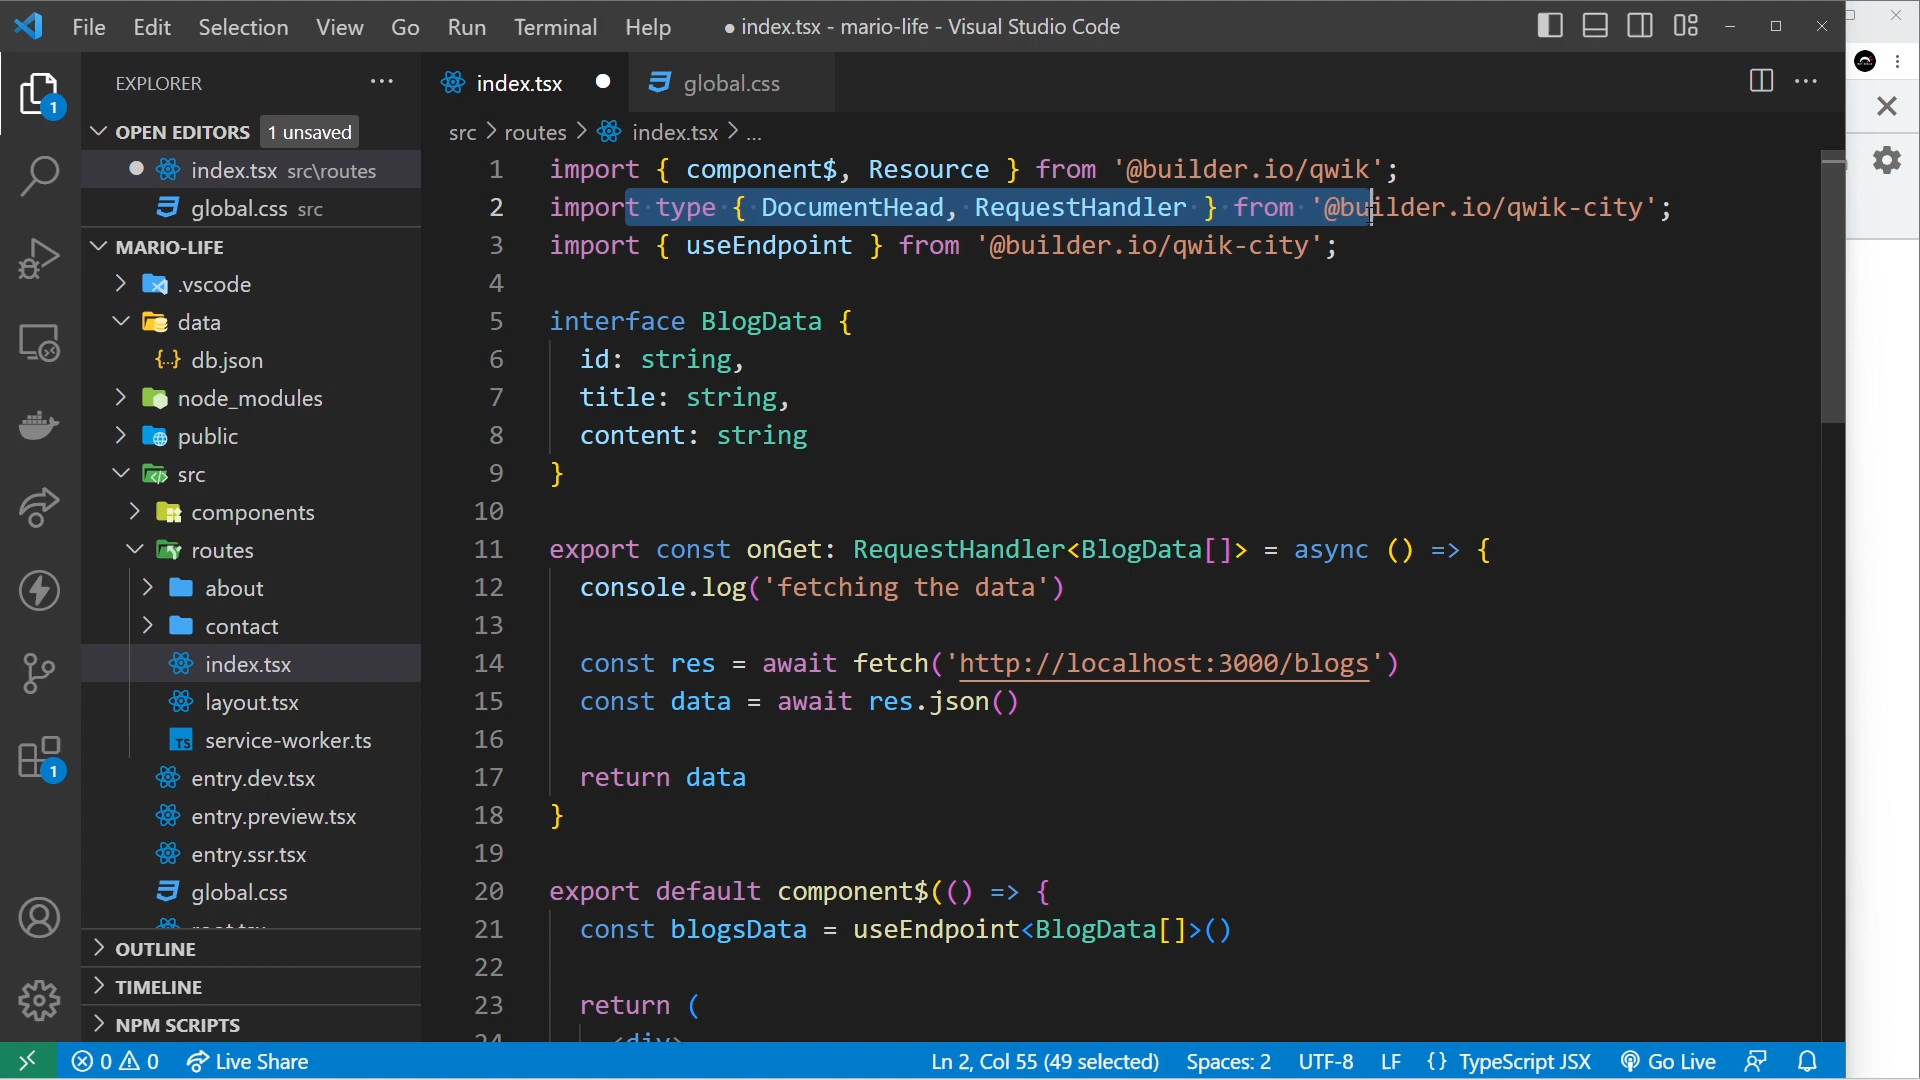 File Edit Selection View Go Run Terminal Help
● index.tsx - mario-life - Visual Studio Code
EXPLORER
OPEN EDITORS 1 unsaved
index.tsx src\routes
global.css src
MARIO-LIFE
.vscode
data
db.json
node_modules
public
src
components
routes
about
contact
index.tsx
layout.tsx
service-worker.ts
entry.dev.tsx
entry.preview.tsx
entry.ssr.tsx
global.css
OUTLINE
TIMELINE
NPM SCRIPTS
1
1
index.tsx
global.css
src > routes > index.tsx > ...
1 import { component$, Resource } from '@builder.io/qwik';
2 import type { DocumentHead, RequestHandler } from '@builder.io/qwik-city';
3 import { useEndpoint } from '@builder.io/qwik-city';
4
5 interface BlogData {
6 id: string,
7 title: string,
8 content: string
9 }
10
11 export const onGet: RequestHandler<BlogData[]> = async () => {
12 console.log('fetching the data')
13
14 const res = await fetch('http://localhost:3000/blogs')
15 const data = await res.json()
16
17 return data
18 }
19
20 export default component$(() => {
21 const blogsData = useEndpoint<BlogData[]>()
22
23 return (
24 <div>
0 0 Live Share Ln 2, Col 55 (49 selected) Spaces: 2 UTF-8 LF {} TypeScript JSX Go Live